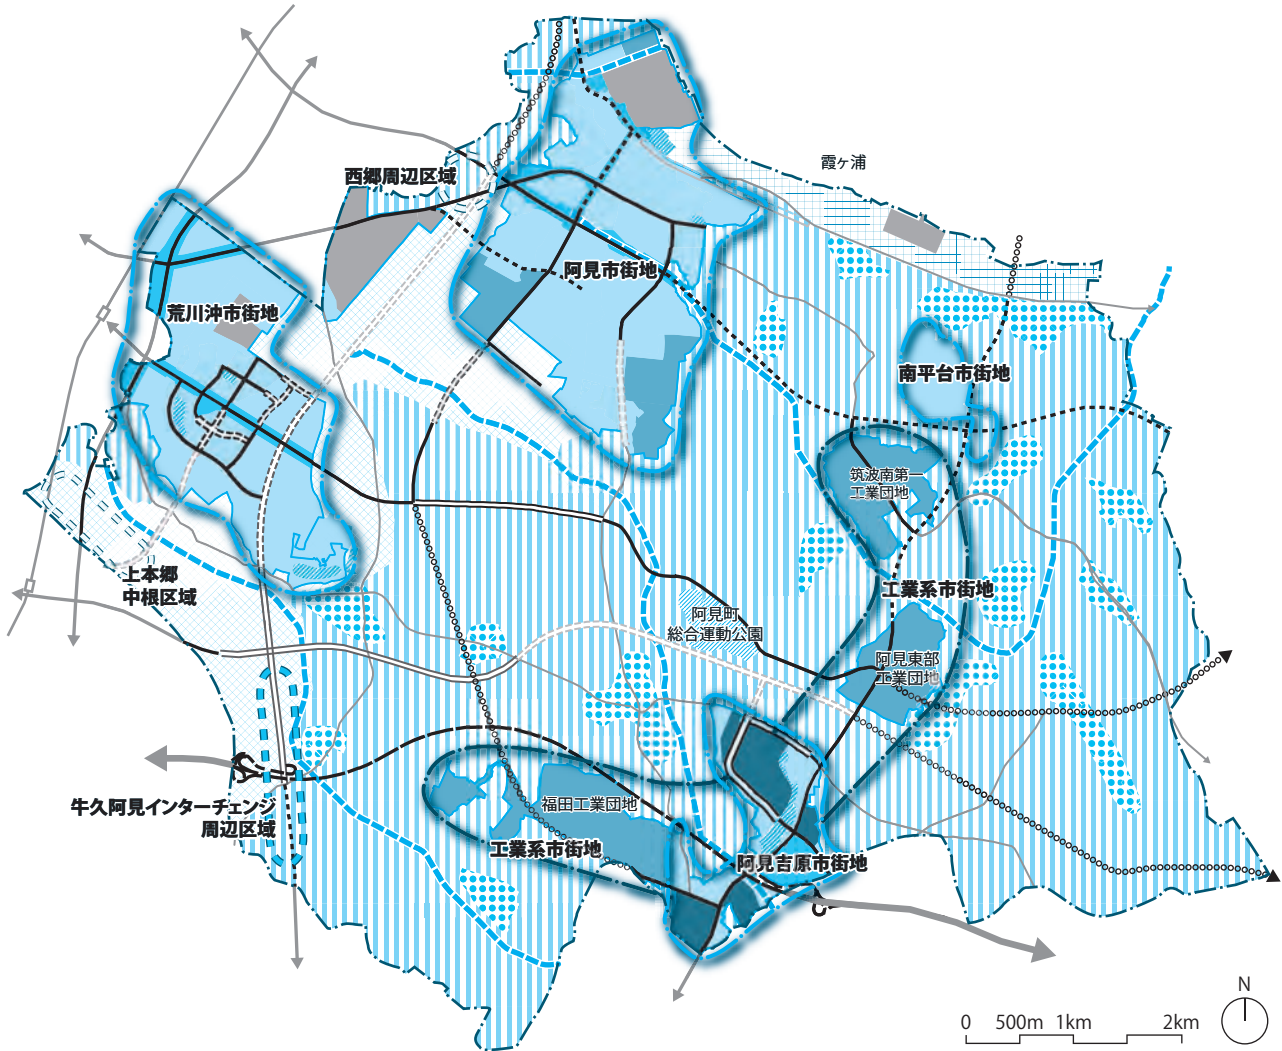 霞ヶ浦
西郷周辺区域
阿見市街地
荒川沖市街地
南平台市街地
筑波南第一
工業団地
工業系市街地
上本郷
中根区域
阿見町
総合運動公園
阿見東部
工業団地
牛久阿見インターチェンジ
周辺区域
福田工業団地
工業系市街地
阿見吉原市街地
N
0 500m 1km 2km